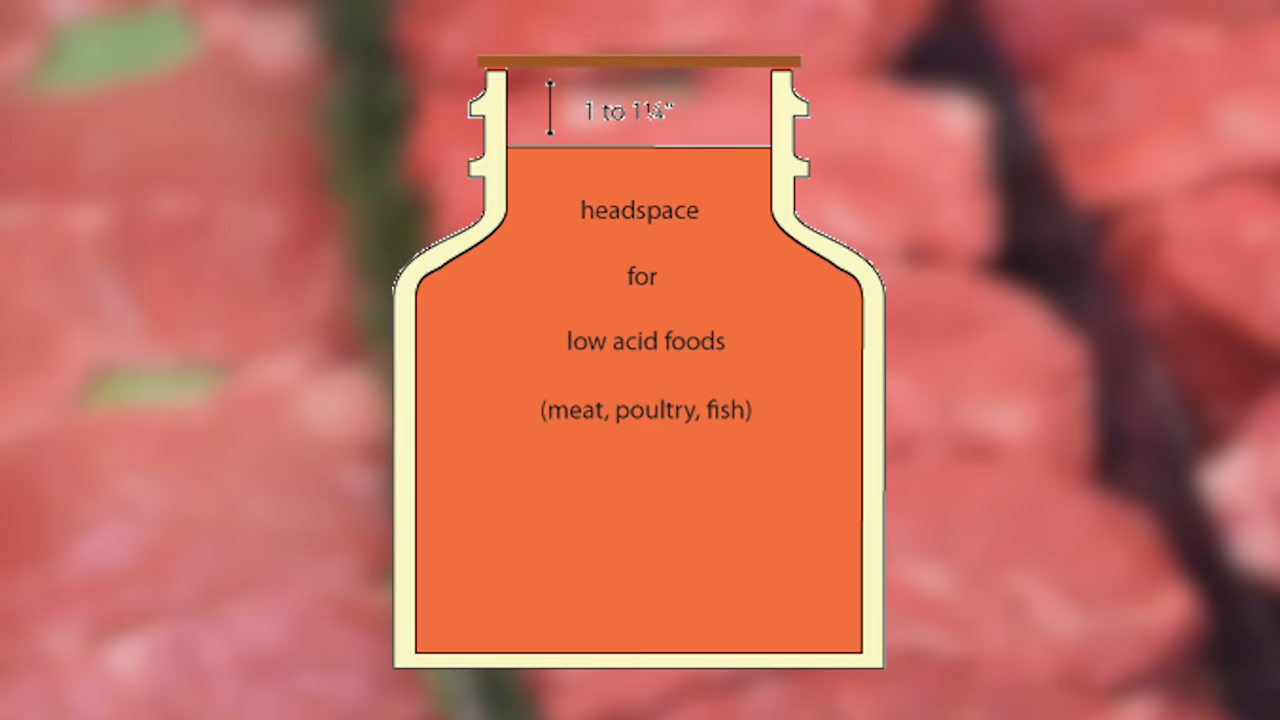 1 to 1¼"
headspace
for
low acid foods
(meat, poultry, fish)